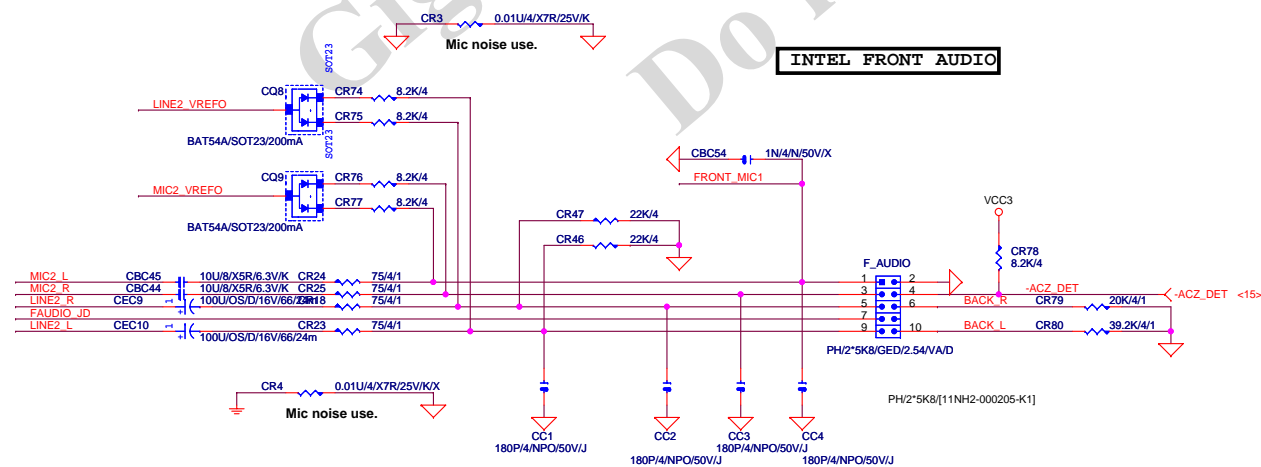 Gig
Do
CR3 0.01U/4/X7R/25V/K
Mic noise use.
INTEL FRONT AUDIO
SOT23
CQ8 CR74 8.2K/4
LINE2_VREFO
CR75 8.2K/4
BAT54A/SOT23/200mA
SOT23
CBC54 1N/4/N/50V/X
CQ9 CR76 8.2K/4
FRONT_MIC1
MIC2_VREFO
CR77 8.2K/4
VCC3
BAT54A/SOT23/200mA
CR47 22K/4
CR46 22K/4
CR78
8.2K/4
F_AUDIO
MIC2_L CBC45 10U/8/X5R/6.3V/K CR24 75/4/1
1 2
MIC2_R CBC44 10U/8/X5R/6.3V/K CR25 75/4/1
3 4 -ACZ_DET
-ACZ_DET <15>
LINE2_R CEC9 1 + 100U/OS/D/16V/66/24m 75/4/1
5 6 BACK_R CR79 20K/4/1
FAUDIO_JD
7
LINE2_L CEC10 1 + CR23 75/4/1
9 10 BACK_L CR80 39.2K/4/1
100U/OS/D/16V/66/24m
PH/2*5K8/GED/2.54/VA/D
CR4 0.01U/4/X7R/25V/K/X
Mic noise use.
PH/2*5K8/[11NH2-000205-K1]
CC1 CC2 CC3 CC4
180P/4/NPO/50V/J 180P/4/NPO/50V/J
180P/4/NPO/50V/J 180P/4/NPO/50V/J